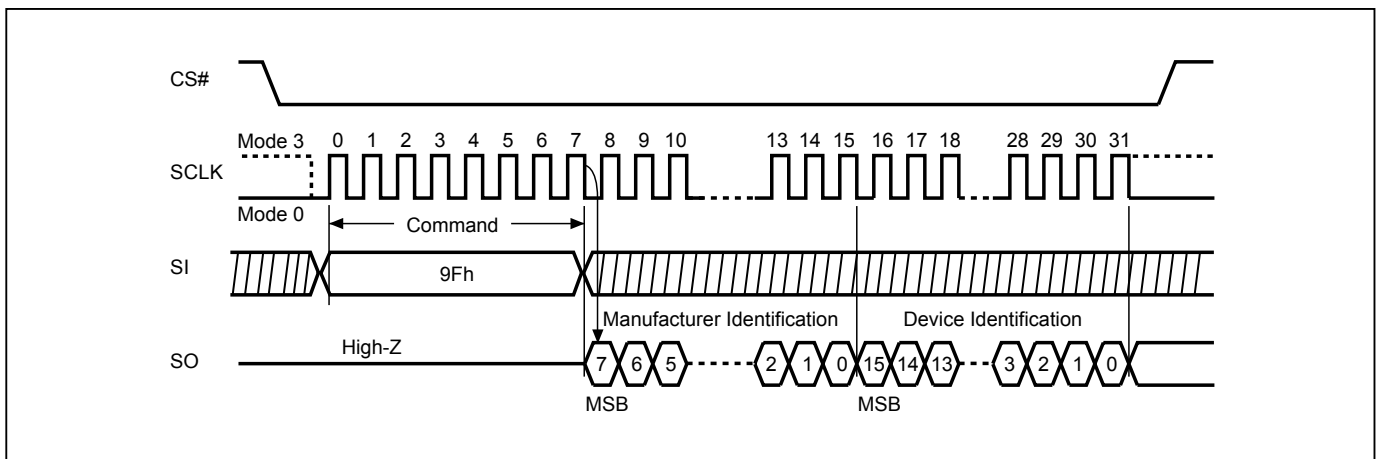 CS#
Mode 3 0 1 2 3 4 5 6 7 8 9 10 13 14 15 16 17 18 28 29 30 31
SCLK
Mode 0
Command
SI
9Fh
Manufacturer Identification Device Identification
High-Z
SO
7 6 5 2 1 0 15 14 13 3 2 1 0
MSB MSB